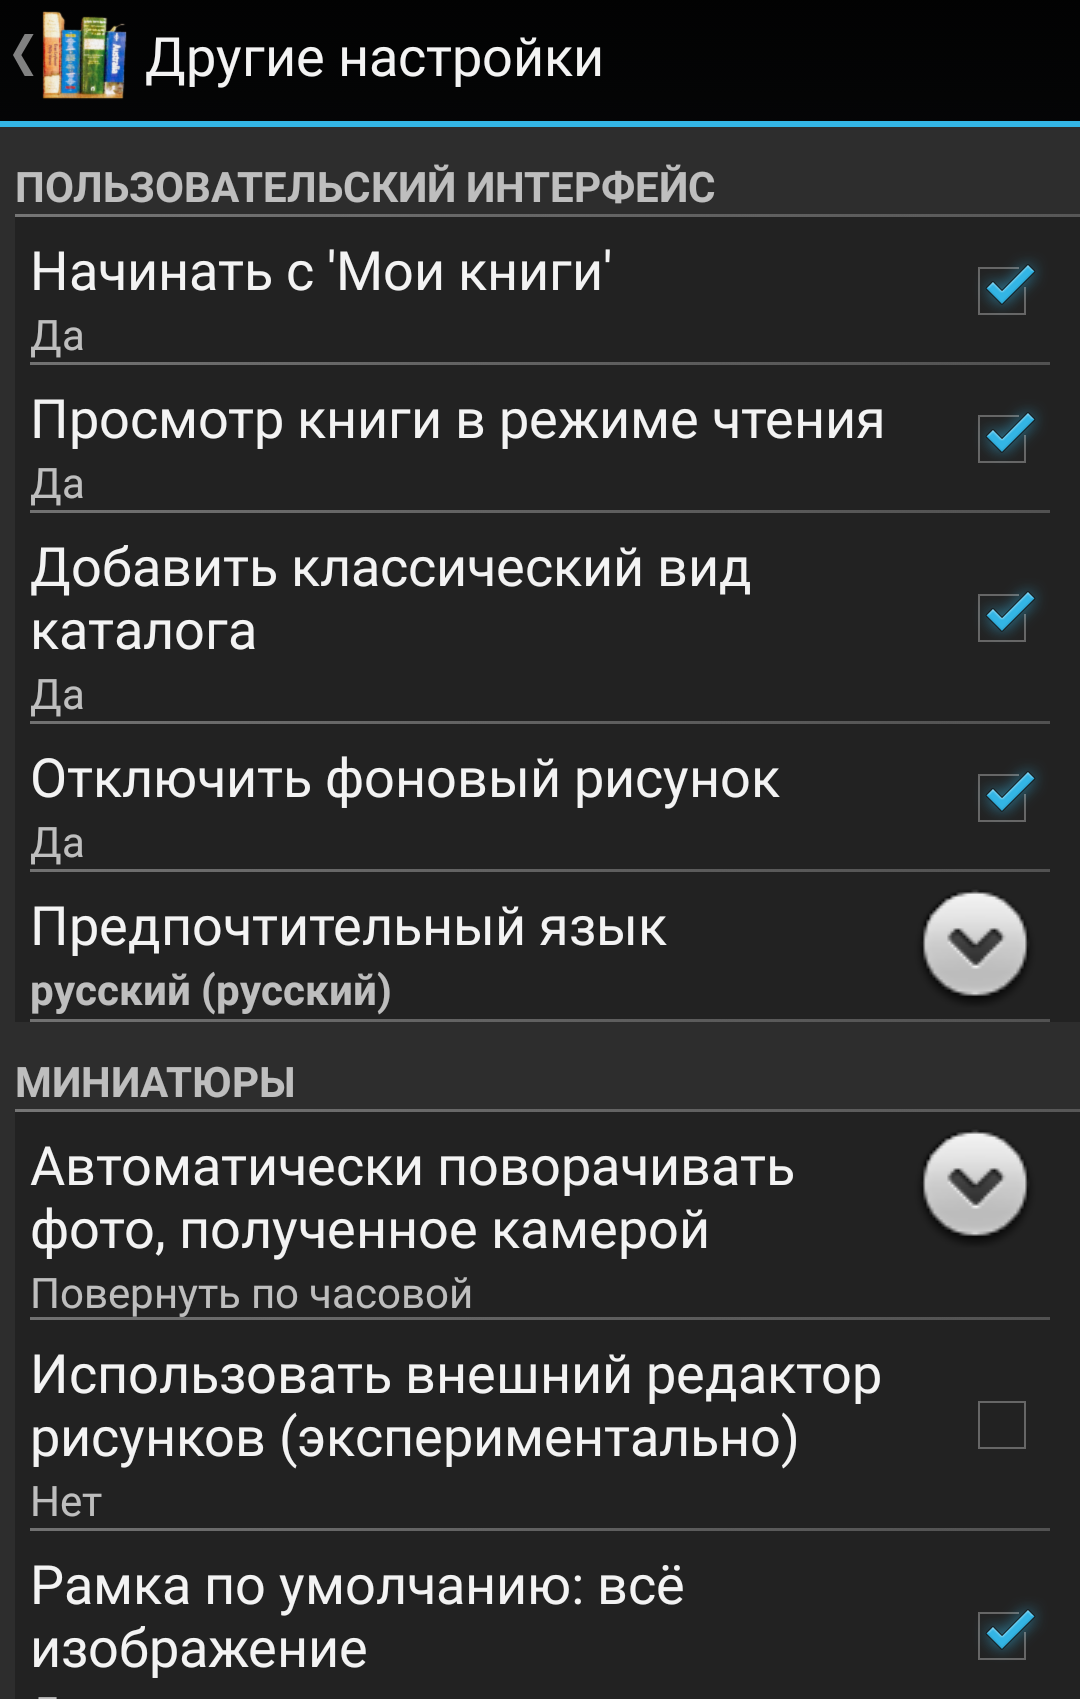 Другие настройки
ПОЛЬЗОВАТЕЛЬСКИЙ ИНТЕРФЕЙС
Начинать с 'Мои книги'
Да
Просмотр книги в режиме чтения
Да
Добавить классический вид
каталога
Да
Отключить фоновый рисунок
Да
Предпочтительный язык
русский (русский)
МИНИАТЮРЫ
Автоматически поворачивать
фото, полученное камерой
Повернуть по часовой
Использовать внешний редактор
рисунков (экспериментально)
Нет
Рамка по умолчанию: всё
изображение